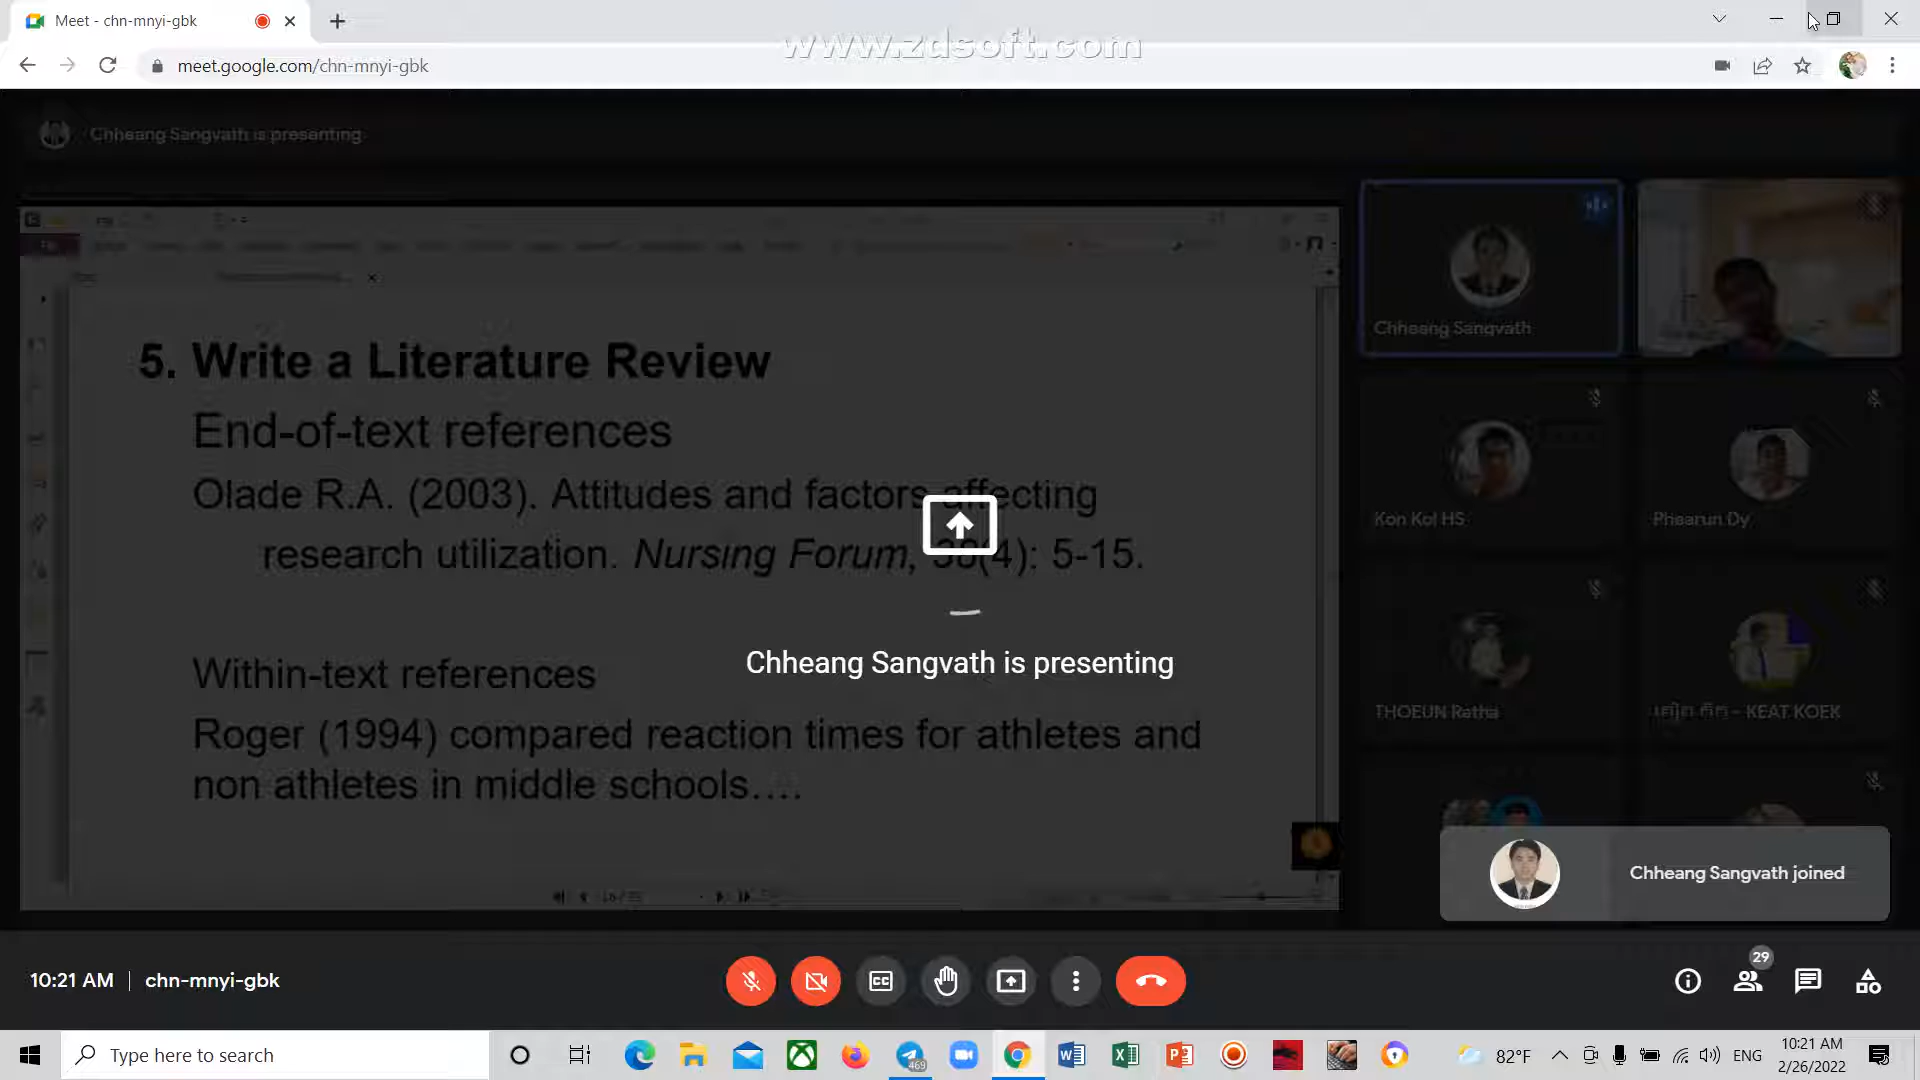 Meet - chn-mnyi-gbk
www.zdsoft.com
meet.google.com/chn-mnyi-gbk
Chheang Sangvath is presenting
5. Write a Literature Review
End-of-text references
Olade R.A. (2003). Attitudes and factors affecting
research utilization. Nursing Forum, 38(4): 5-15.
Within-text references
Roger (1994) compared reaction times for athletes and
non athletes in middle schools....
Chheang Sangvath is presenting
Chheang Sangvath
Kon Kol HS
Phearun Dy
THOEUN Ratha
- KEAT KOEK
Chheang Sangvath joined
10:21 AM | chn-mnyi-gbk
CC
29
Type here to search
469
82°F
ENG
10:21 AM
2/26/2022